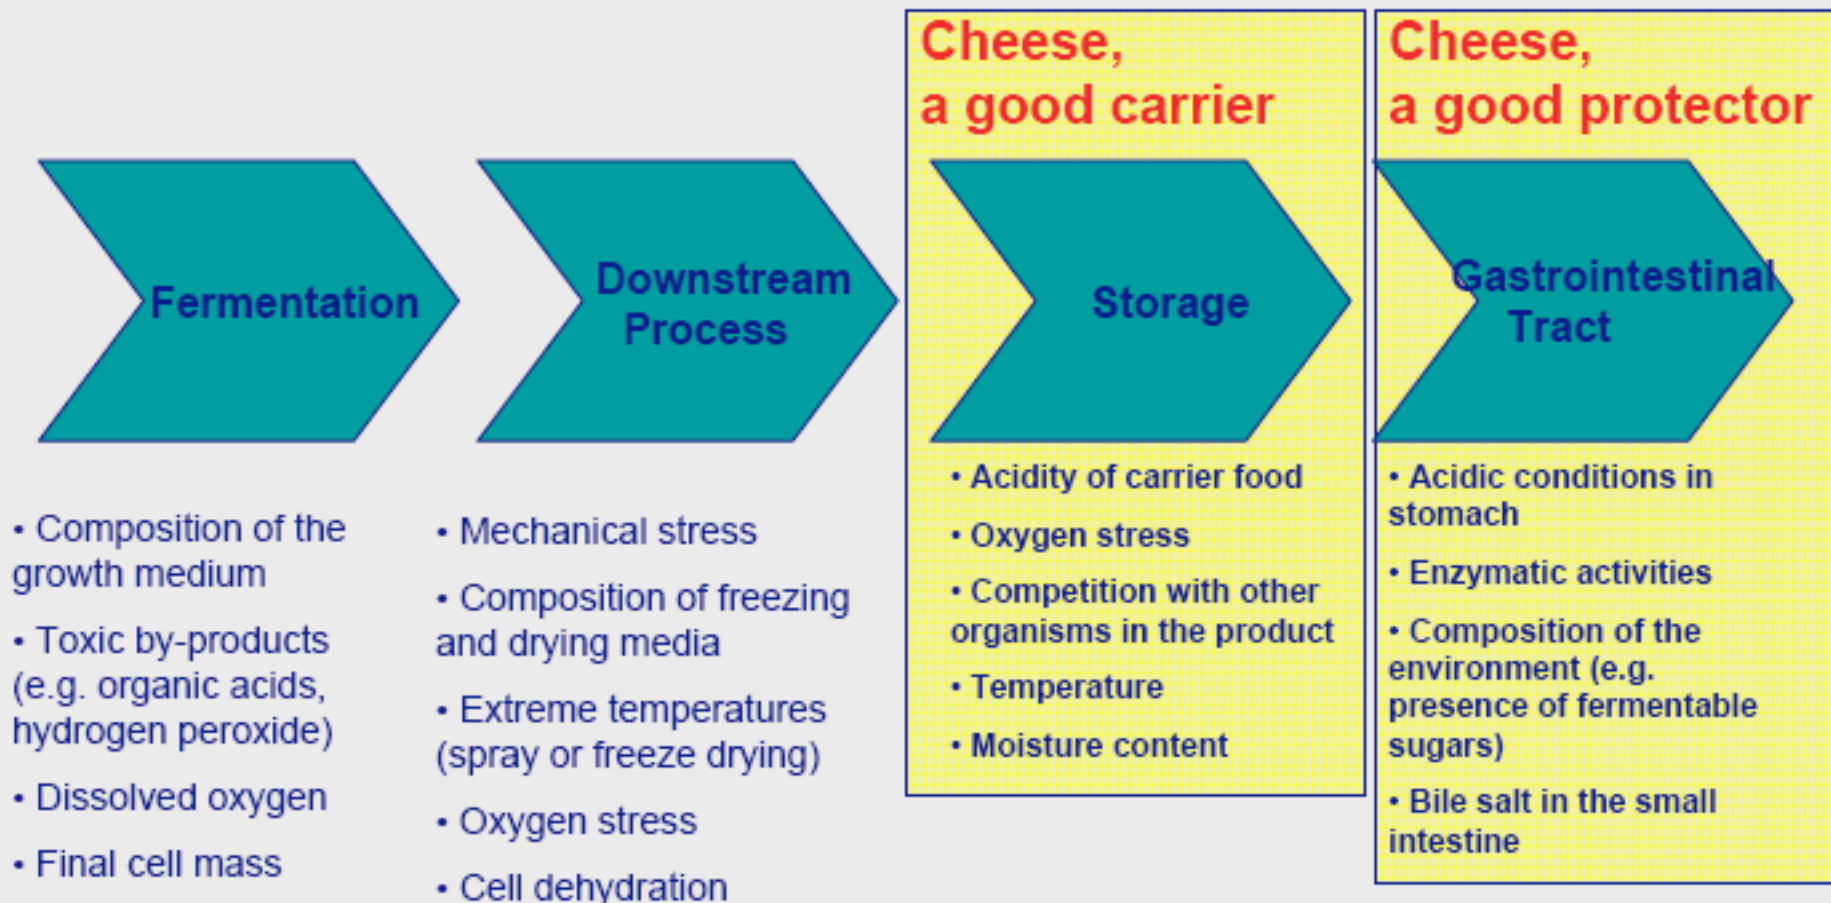 Cheese,
a good carrier
Cheese,
a good protector
Fermentation
Downstream
Process
Storage
Gastrointestinal
Tract
• Composition of the
growth medium
• Toxic by-products
(e.g. organic acids,
hydrogen peroxide)
• Dissolved oxygen
• Final cell mass
• Mechanical stress
• Composition of freezing
and drying media
• Extreme temperatures
(spray or freeze drying)
• Oxygen stress
• Cell dehydration
• Acidity of carrier food
• Oxygen stress
• Competition with other
organisms in the product
• Temperature
• Moisture content
• Acidic conditions in
stomach
• Enzymatic activities
• Composition of the
environment (e.g.
presence of fermentable
sugars)
• Bile salt in the small
intestine